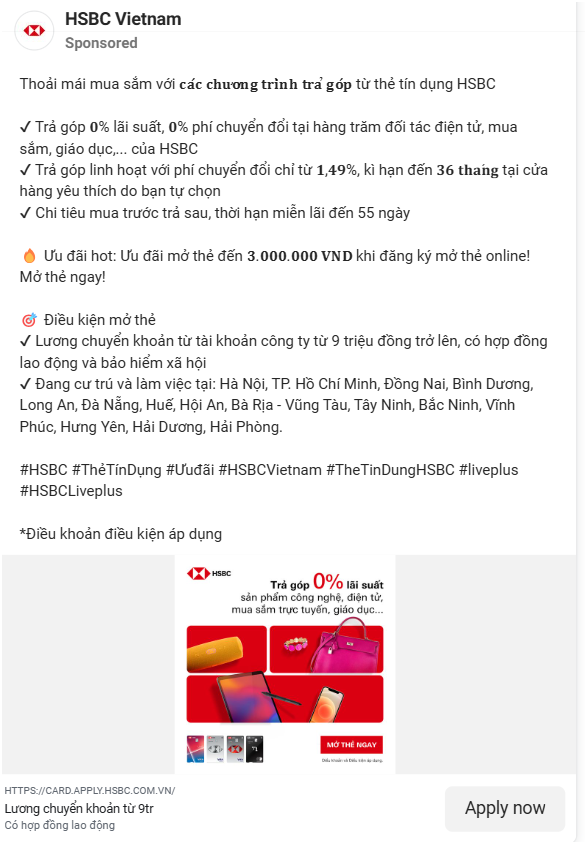 HSBC Vietnam
Sponsored
Thoải mái mua sắm với các chương trình trả góp từ thẻ tín dụng HSBC
✓ Trả góp 0% lãi suất, 0% phí chuyển đổi tại hàng trăm đối tác điện tử, mua
sắm, giáo dục,... của HSBC
✓ Trả góp linh hoạt với phí chuyển đổi chỉ từ 1,49%, kì hạn đến 36 tháng tại cửa
hàng yêu thích do bạn tự chọn
✓ Chi tiêu mua trước trả sau, thời hạn miễn lãi đến 55 ngày
🔥 Ưu đãi hot: Ưu đãi mở thẻ đến 3.000.000 VND khi đăng ký mở thẻ online!
Mở thẻ ngay!
🎯 Điều kiện mở thẻ
✓ Lương chuyển khoản từ tài khoản công ty từ 9 triệu đồng trở lên, có hợp đồng
lao động và bảo hiểm xã hội
✓ Đang cư trú và làm việc tại: Hà Nội, TP. Hồ Chí Minh, Đồng Nai, Bình Dương,
Long An, Đà Nẵng, Huế, Hội An, Bà Rịa - Vũng Tàu, Tây Ninh, Bắc Ninh, Vĩnh
Phúc, Hưng Yên, Hải Dương, Hải Phòng.
#HSBC #ThẻTínDụng #Ưuđãi #HSBCVietnam #TheTinDungHSBC #liveplus
#HSBCLiveplus
*Điều khoản điều kiện áp dụng
HSBC
Trả góp 0% lãi suất
sản phẩm công nghệ, điện tử,
mua sắm trực tuyến, giáo dục...
MỞ THẺ NGAY
Điều khoản và Điều kiện áp dụng.
HTTPS://CARD.APPLY.HSBC.COM.VN/
Lương chuyển khoản từ 9tr
Có hợp đồng lao động
Apply now